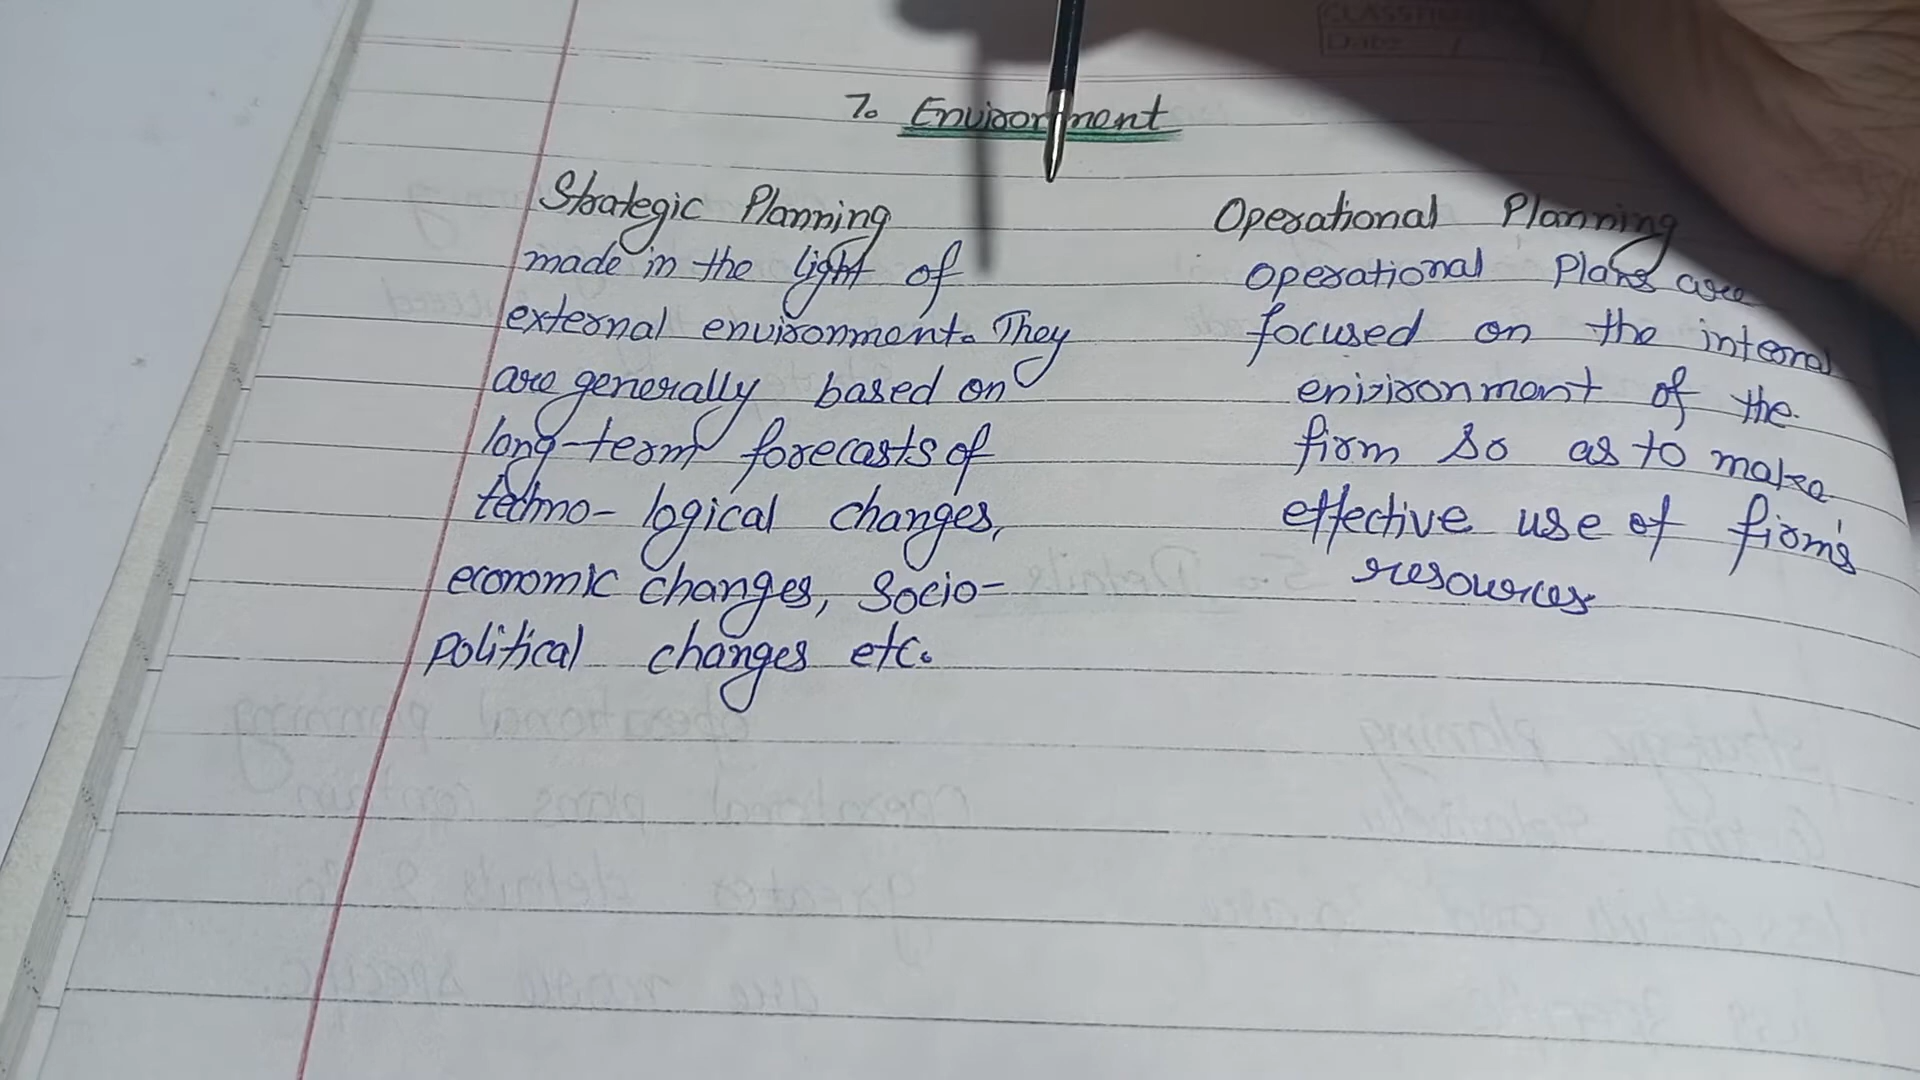 7. Environment
Strategic Planning
made in the light of
external environment. They
are generally based on
long-term forecasts of
techno-logical changes,
economic changes, Socio-
political changes etc.
Operational Planning
Operational Plans are
focused on the internal
environment of the
firm so as to make
effective use of firm's
resources
5. Details